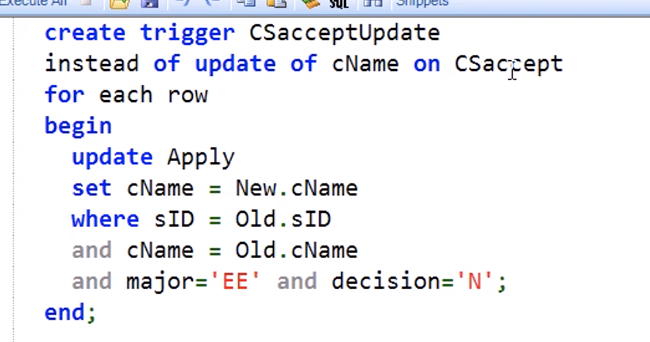 Execute All SQL Snippets
create trigger CSacceptUpdate
instead of update of cName on CSaccept
for each row
begin
update Apply
set cName = New.cName
where sID = Old.sID
and cName = Old.cName
and major='EE' and decision='N';
end;